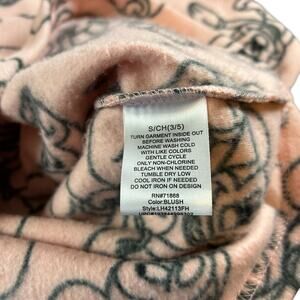 S/CH(3/5)
TURN GARMENT INSIDE OUT
BEFORE WASHING
MACHINE WASH COLD
WITH LIKE COLORS
GENTLE CYCLE
ONLY NON-CHLORINE
BLEACH WHEN NEEDED
TUMBLE DRY LOW
COOL IRON IF NEEDED
DO NOT IRON ON DESIGN
RN#71868
Color:BLUSH
Style:LH42113FH